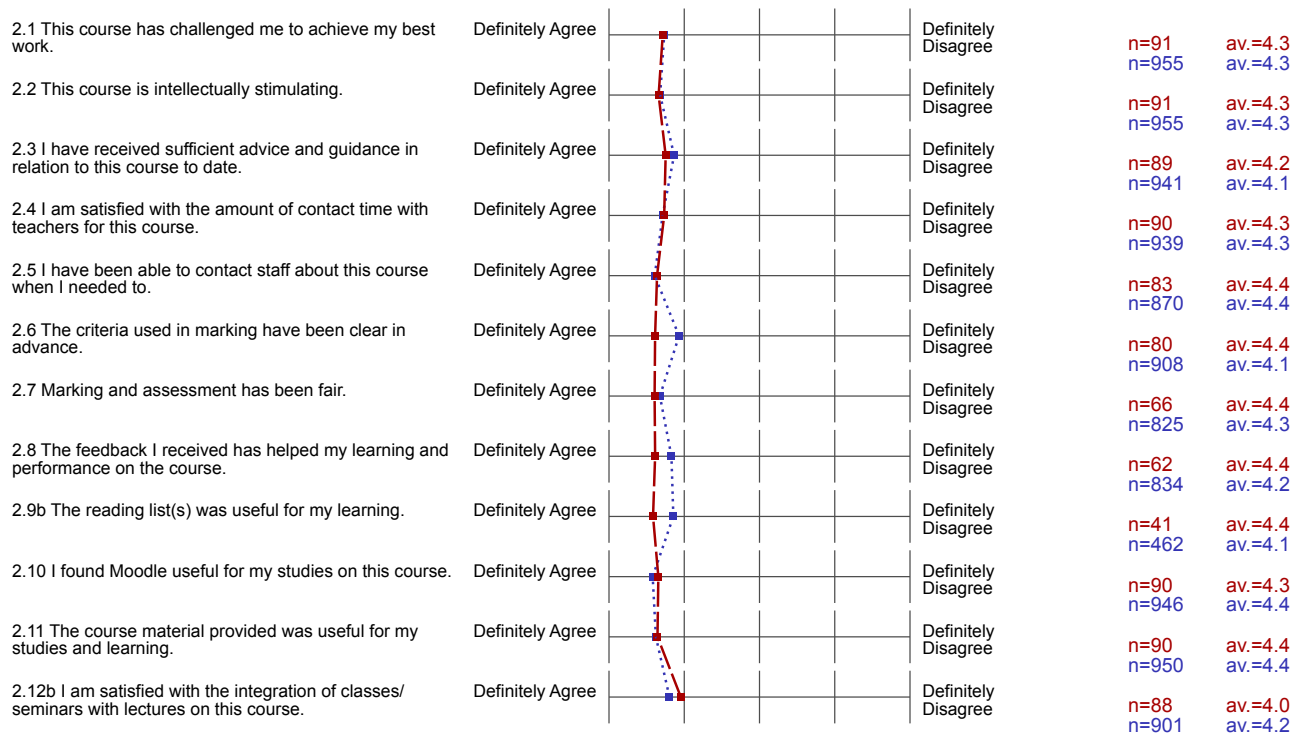 2.1 This course has challenged me to achieve my best
work.
Definitely Agree
Definitely
Disagree
n=91 av.=4.3
n=955 av.=4.3
2.2 This course is intellectually stimulating.
Definitely Agree
Definitely
Disagree
n=91 av.=4.3
n=955 av.=4.3
2.3 I have received sufficient advice and guidance in
relation to this course to date.
Definitely Agree
Definitely
Disagree
n=89 av.=4.2
n=941 av.=4.1
2.4 I am satisfied with the amount of contact time with
teachers for this course.
Definitely Agree
Definitely
Disagree
n=90 av.=4.3
n=939 av.=4.3
2.5 I have been able to contact staff about this course
when I needed to.
Definitely Agree
Definitely
Disagree
n=83 av.=4.4
n=870 av.=4.4
2.6 The criteria used in marking have been clear in
advance.
Definitely Agree
Definitely
Disagree
n=80 av.=4.4
n=908 av.=4.1
2.7 Marking and assessment has been fair.
Definitely Agree
Definitely
Disagree
n=66 av.=4.4
n=825 av.=4.3
2.8 The feedback I received has helped my learning and
performance on the course.
Definitely Agree
Definitely
Disagree
n=62 av.=4.4
n=834 av.=4.2
2.9b The reading list(s) was useful for my learning.
Definitely Agree
Definitely
Disagree
n=41 av.=4.4
n=462 av.=4.1
2.10 I found Moodle useful for my studies on this course.
Definitely Agree
Definitely
Disagree
n=90 av.=4.3
n=946 av.=4.4
2.11 The course material provided was useful for my
studies and learning.
Definitely Agree
Definitely
Disagree
n=90 av.=4.4
n=950 av.=4.4
2.12b I am satisfied with the integration of classes/
seminars with lectures on this course.
Definitely Agree
Definitely
Disagree
n=88 av.=4.0
n=901 av.=4.2